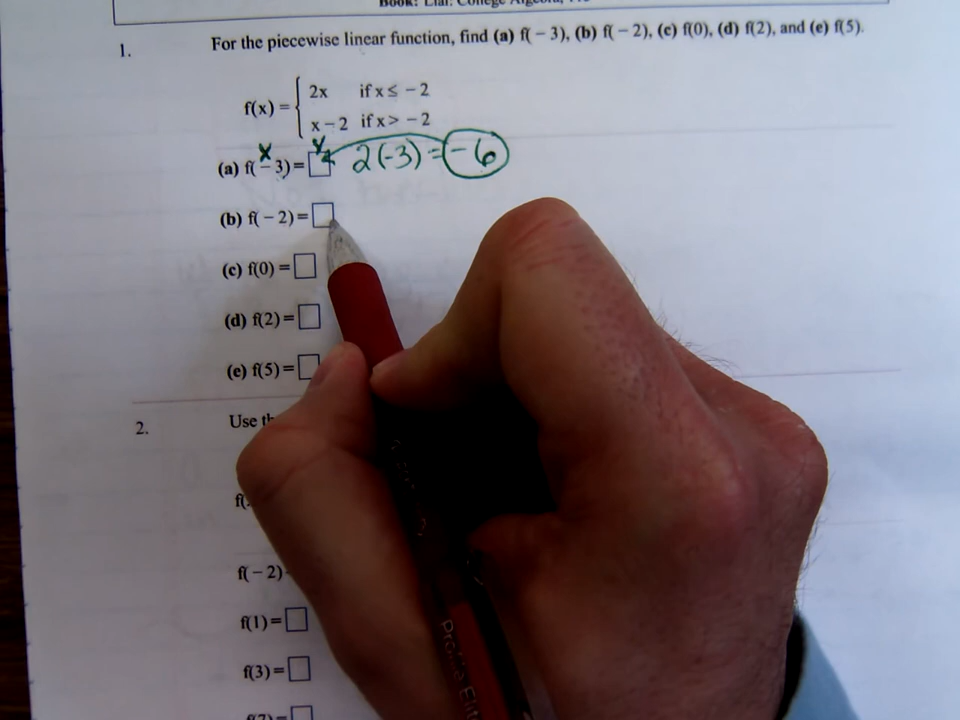 Book: Lial: College Algebra,
1. For the piecewise linear function, find (a) f( − 3), (b) f( − 2), (c) f(0), (d) f(2), and (e) f(5).
f(x) = { 2x if x ≤ − 2
x − 2 if x > − 2
x y
(a) f( − 3) = □ 2(-3) = -6
(b) f( − 2) = □
(c) f(0) = □
(d) f(2) = □
(e) f(5) = □
2. Use
f(
f( − 2)
f(1) = □
f(3) = □
Profile